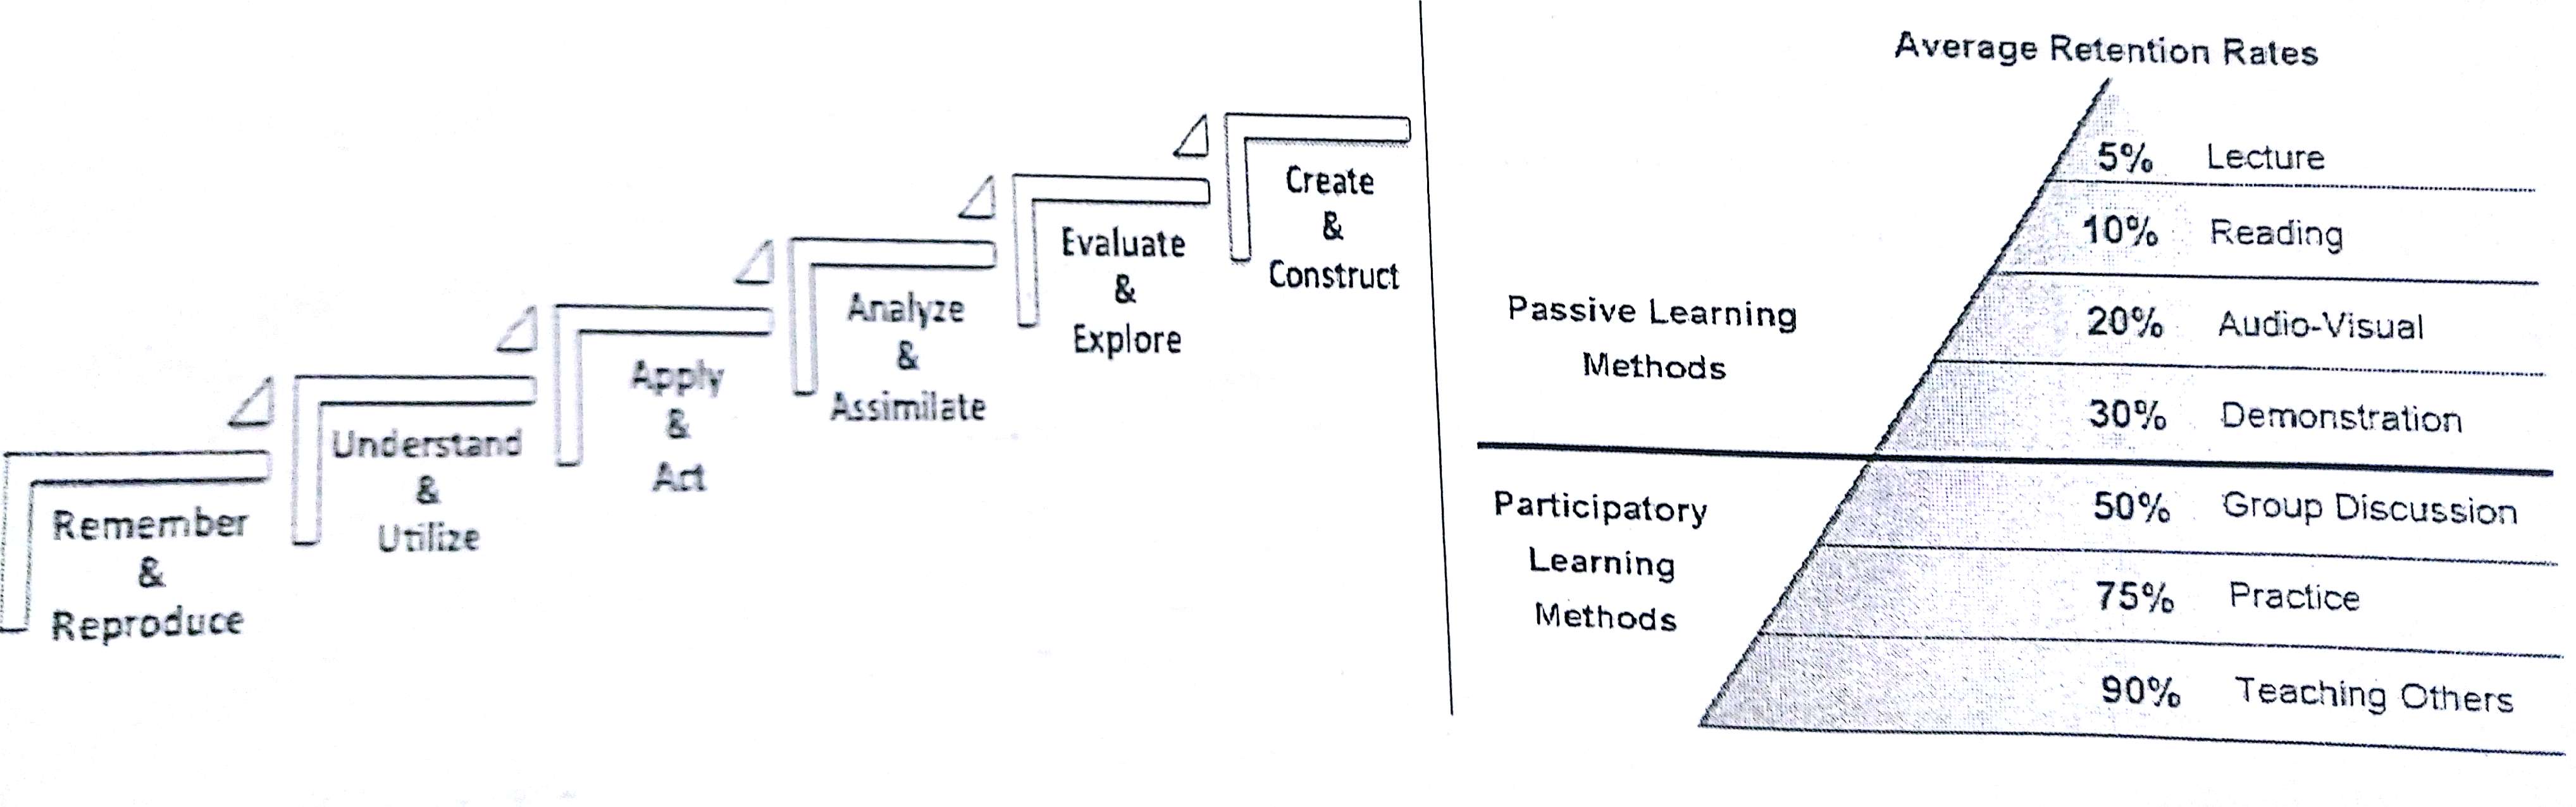 Remember
&
Reproduce
Understand
&
Utilize
Apply
&
Act
Analyze
&
Assimilate
Evaluate
&
Explore
Create
&
Construct
Average Retention Rates
Passive Learning
Methods
Participatory
Learning
Methods
5% Lecture
10% Reading
20% Audio-Visual
30% Demonstration
50% Group Discussion
75% Practice
90% Teaching Others